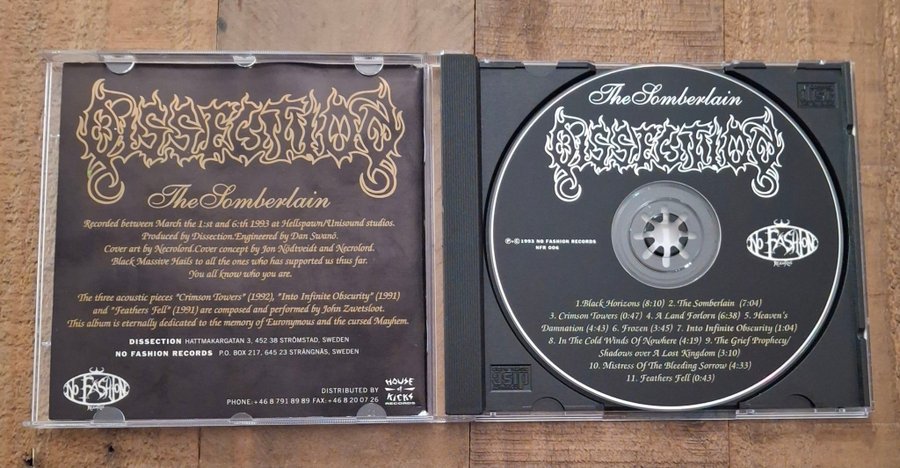 DISSECTION
The Somberlain
Recorded between March the 1:st and 6:th 1993 at Hellspawn/Unisound studios.
Produced by Dissection.Engineered by Dan Swanö.
Cover art by Necrolord.Cover concept by Jon Nödtveidt and Necrolord.
Black Massive Hails to all the ones who has supported us thus far.
You all know who you are.
The three acoustic pieces "Crimson Towers" (1992), "Into Infinite Obscurity" (1991)
and "Feathers Fell" (1991) are composed and performed by John Zwetsloot.
This album is eternally dedicated to the memory of Euronymous and the cursed Mayhem.
DISSECTION HATTMAKARGATAN 3, 452 38 STRÖMSTAD, SWEDEN
NO FASHION RECORDS P.O. BOX 217, 645 23 STRÄNGNÄS, SWEDEN
NO FASHION
RECORDS
DISTRIBUTED BY
PHONE:+46 8 791 89 89 FAX:+46 8 20 07 26
HOUSE
of
KICKS
RECORDS
The Somberlain
DISSECTION
℗+© 1993 NO FASHION RECORDS
NFR 006
NO FASHION
RECORDS
1.Black Horizons (8:10) 2. The Somberlain (7:04)
3. Crimson Towers (0:47) 4. A Land Forlorn (6:38) 5. Heaven's
Damnation (4:43) 6. Frozen (3:45) 7. Into Infinite Obscurity (1:04)
8. In The Cold Winds Of Nowhere (4:19) 9. The Grief Prophecy/
Shadows over A Lost Kingdom (3:10)
10. Mistress Of The Bleeding Sorrow (4:33)
11. Feathers Fell (0:43)